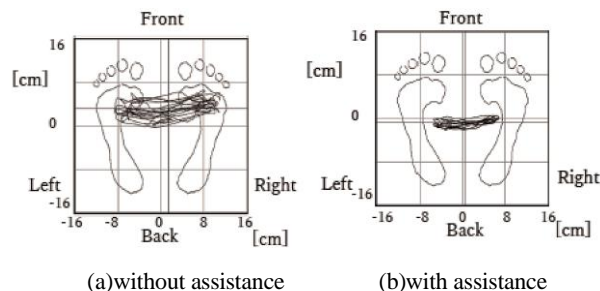 Front
16
[cm]
0
Left
Right
-16
-16 -8 0 8 16
Back
[cm]
(a)without assistance
Front
16
[cm]
0
Left
Right
-16
-16 -8 0 8 16
Back
[cm]
(b)with assistance